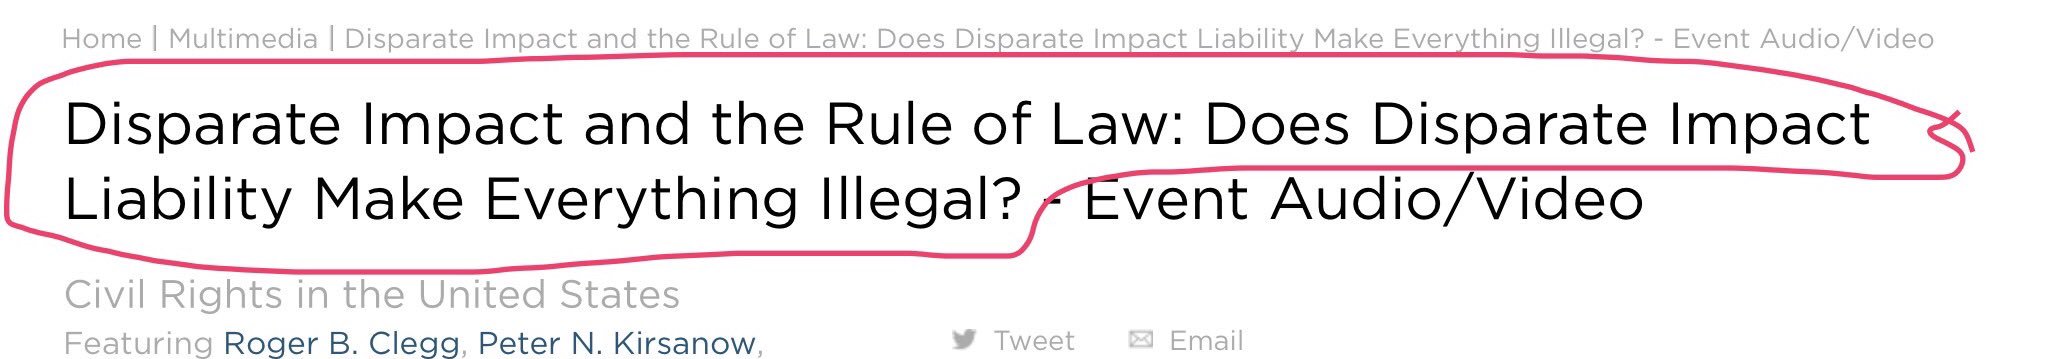 Home | Multimedia | Disparate Impact and the Rule of Law: Does Disparate Impact Liability Make Everything Illegal? - Event Audio/Video
Disparate Impact and the Rule of Law: Does Disparate Impact
Liability Make Everything Illegal? - Event Audio/Video
Civil Rights in the United States
Featuring Roger B. Clegg, Peter N. Kirsanow,
Tweet Email